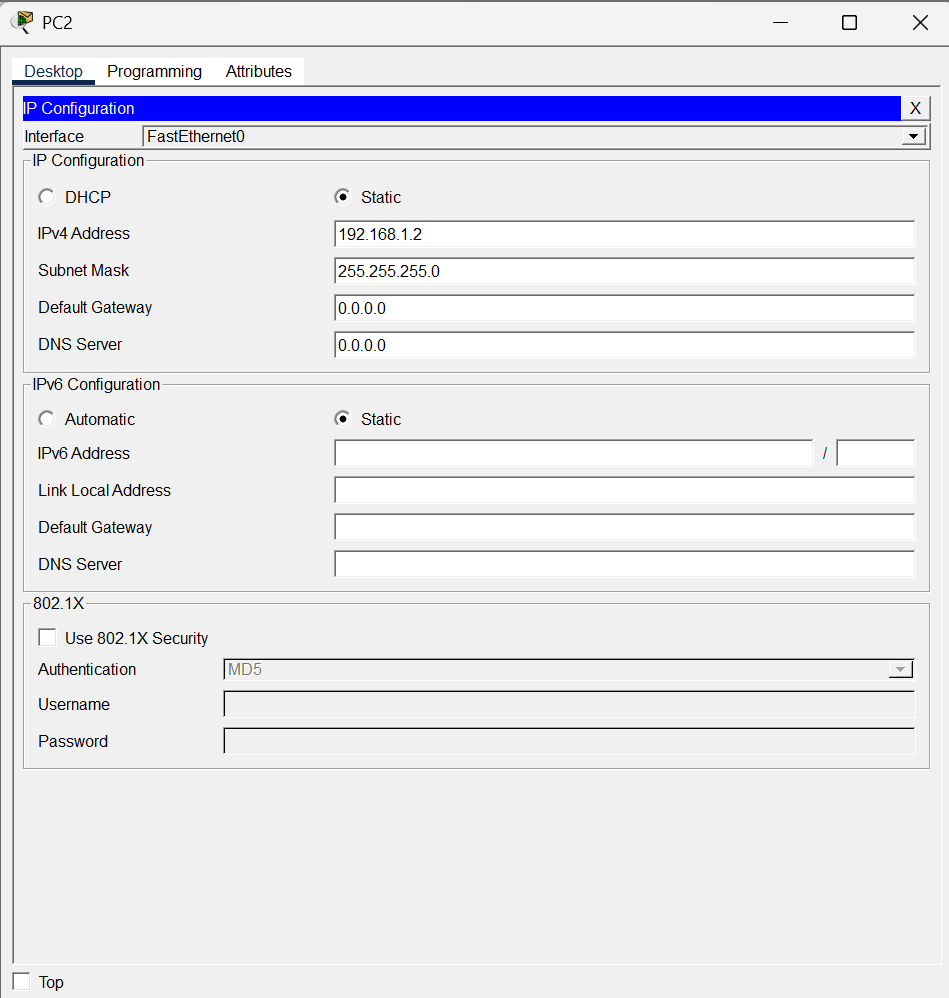 PC2
Desktop Programming Attributes
IP Configuration X
Interface FastEthernet0
IP Configuration
DHCP Static
IPv4 Address 192.168.1.2
Subnet Mask 255.255.255.0
Default Gateway 0.0.0.0
DNS Server 0.0.0.0
IPv6 Configuration
Automatic Static
IPv6 Address /
Link Local Address
Default Gateway
DNS Server
802.1X
Use 802.1X Security
Authentication MD5
Username
Password
Top